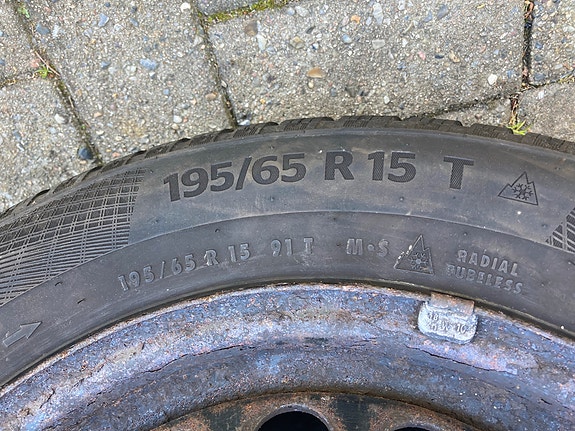 195/65 R 15 T
195/65 R 15 91 T M·S RADIAL
TUBELESS